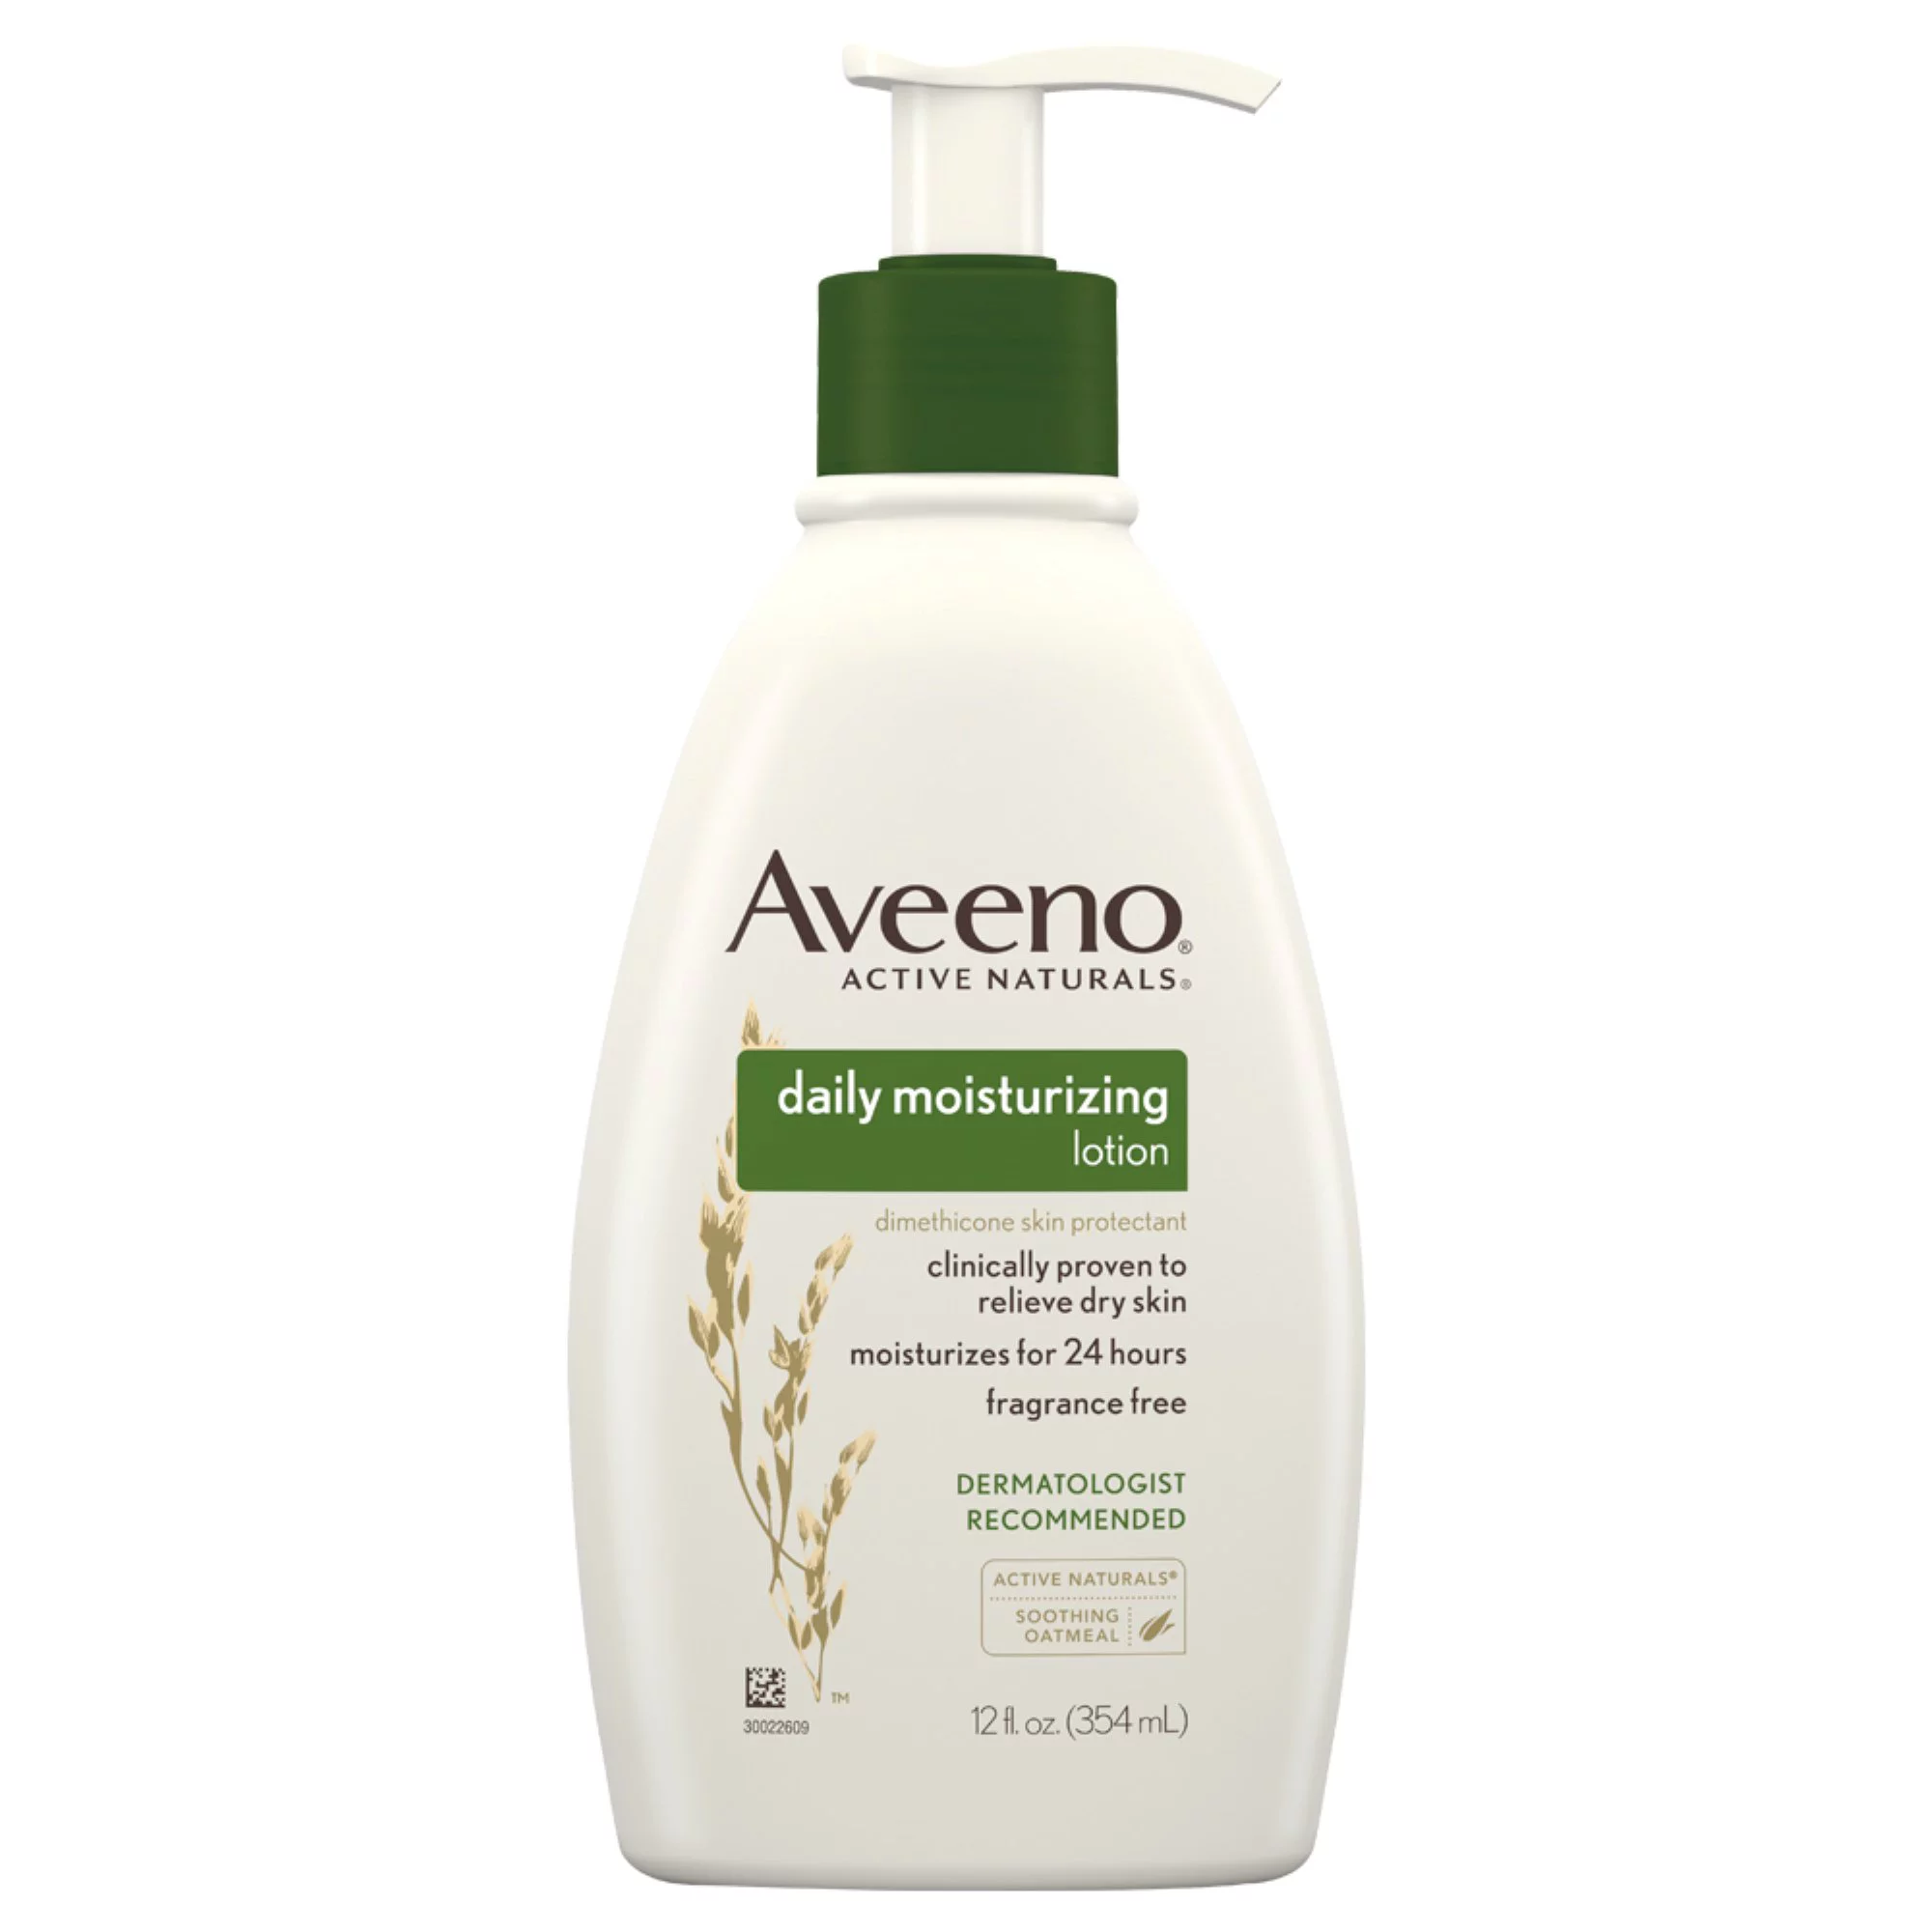 Aveeno®
ACTIVE NATURALS®
daily moisturizing
lotion
dimethicone skin protectant
clinically proven to
relieve dry skin
moisturizes for 24 hours
fragrance free
DERMATOLOGIST
RECOMMENDED
ACTIVE NATURALS®
SOOTHING
OATMEAL
TM
30022609
12 fl. oz. (354 mL)